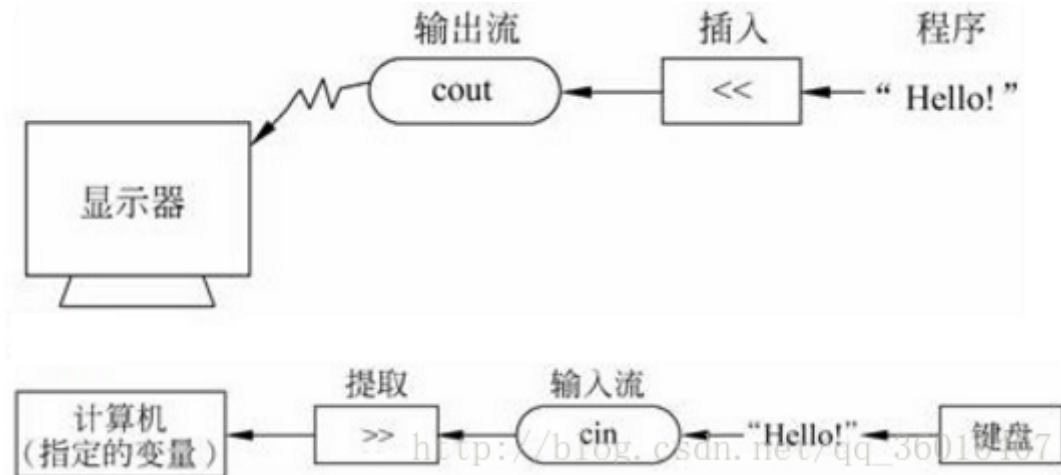 输出流 插入 程序
cout << “ Hello! ”
显示器
提取 输入流
计算机
(指定的变量) >> cin “Hello!” 键盘